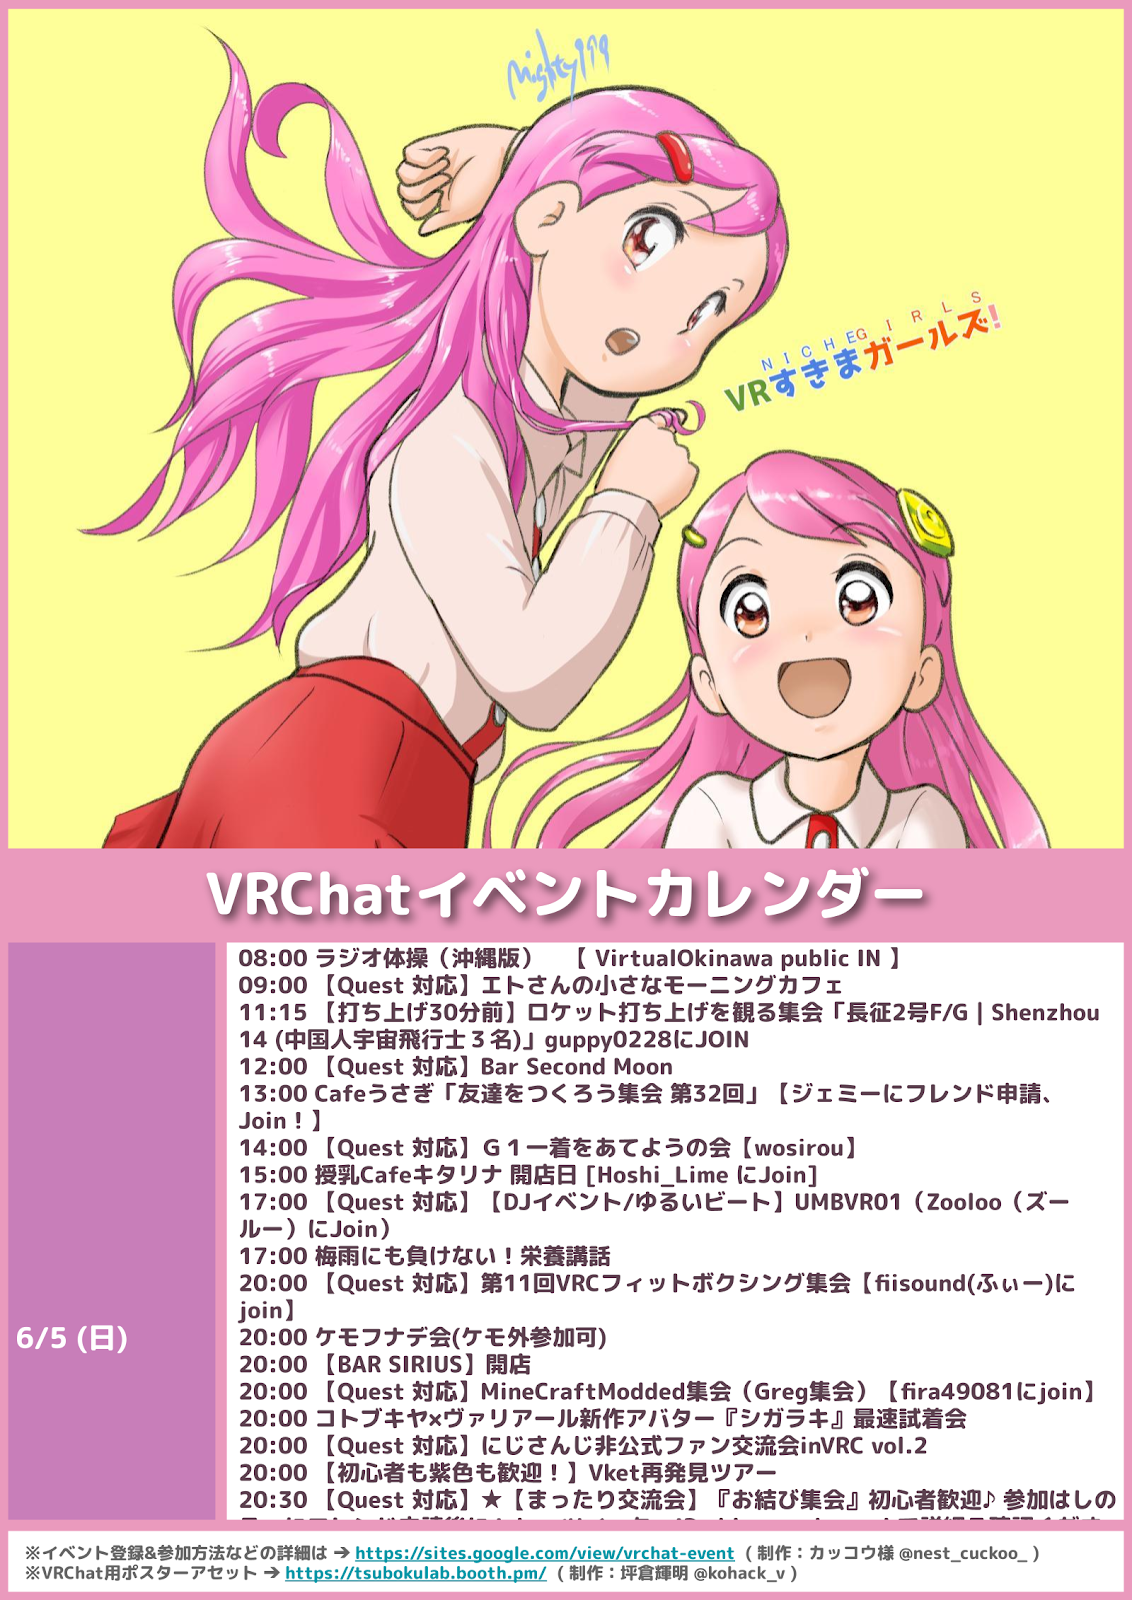 mighty199
NICHE GIRLS
VRすきまガールズ!
VRChatイベントカレンダー
6/5 (日)
08:00 ラジオ体操（沖縄版）　【 VirtualOkinawa public IN 】
09:00 【Quest 対応】エトさんの小さなモーニングカフェ
11:15 【打ち上げ30分前】ロケット打ち上げを観る集会「長征2号F/G | Shenzhou
14 (中国人宇宙飛行士３名)」guppy0228にJOIN
12:00 【Quest 対応】Bar Second Moon
13:00 Cafeうさぎ「友達をつくろう集会 第32回」【ジェミーにフレンド申請、
Join！】
14:00 【Quest 対応】Ｇ１一着をあてようの会【wosirou】
15:00 授乳Cafeキタリナ 開店日 [Hoshi_Lime にJoin]
17:00 【Quest 対応】【DJイベント/ゆるいビート】UMBVR01（Zooloo（ズー
ルー）にJoin）
17:00 梅雨にも負けない！栄養講話
20:00 【Quest 対応】第11回VRCフィットボクシング集会【fiisound(ふぃー)に
join】
20:00 ケモフナデ会(ケモ外参加可)
20:00 【BAR SIRIUS】開店
20:00 【Quest 対応】MineCraftModded集会（Greg集会）【fira49081にjoin】
20:00 コトブキヤ×ヴァリアール新作アバター『シガラキ』最速試着会
20:00 【Quest 対応】にじさんじ非公式ファン交流会inVRC vol.2
20:00 【初心者も紫色も歓迎！】Vket再発見ツアー
20:30 【Quest 対応】★【まったり交流会】『お結び集会』初心者歓迎♪ 参加はしの
※イベント登録&参加方法などの詳細は ➔ https://sites.google.com/view/vrchat-event （ 制作：カッコウ様 @nest_cuckoo_ ）
※VRChat用ポスターアセット ➔ https://tsubokulab.booth.pm/ （ 制作：坪倉輝明 @kohack_v ）